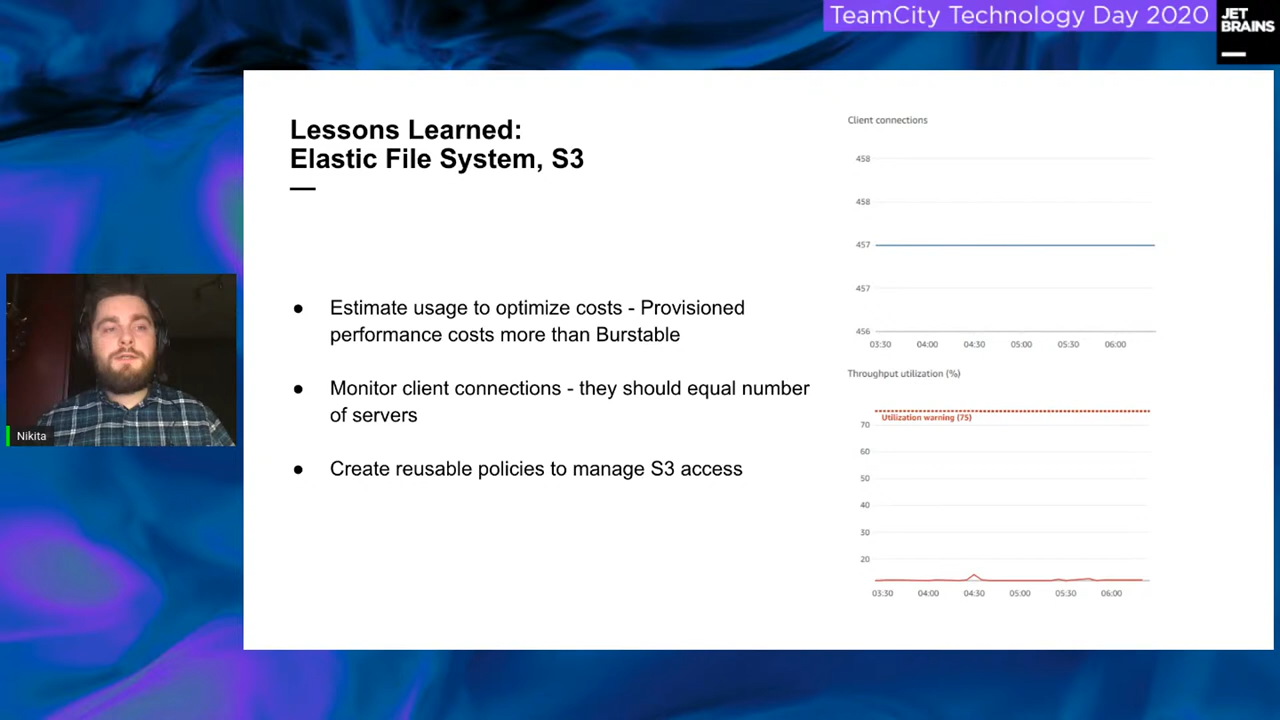 TeamCity Technology Day 2020
JET
BRAINS
Lessons Learned:
Elastic File System, S3
● Estimate usage to optimize costs - Provisioned
performance costs more than Burstable
● Monitor client connections - they should equal number
of servers
● Create reusable policies to manage S3 access
Client connections
458
458
457
457
456
03:30 04:00 04:30 05:00 05:30 06:00
Throughput utilization (%)
Utilization warning (75)
70
60
50
40
30
20
03:30 04:00 04:30 05:00 05:30 06:00
Nikita